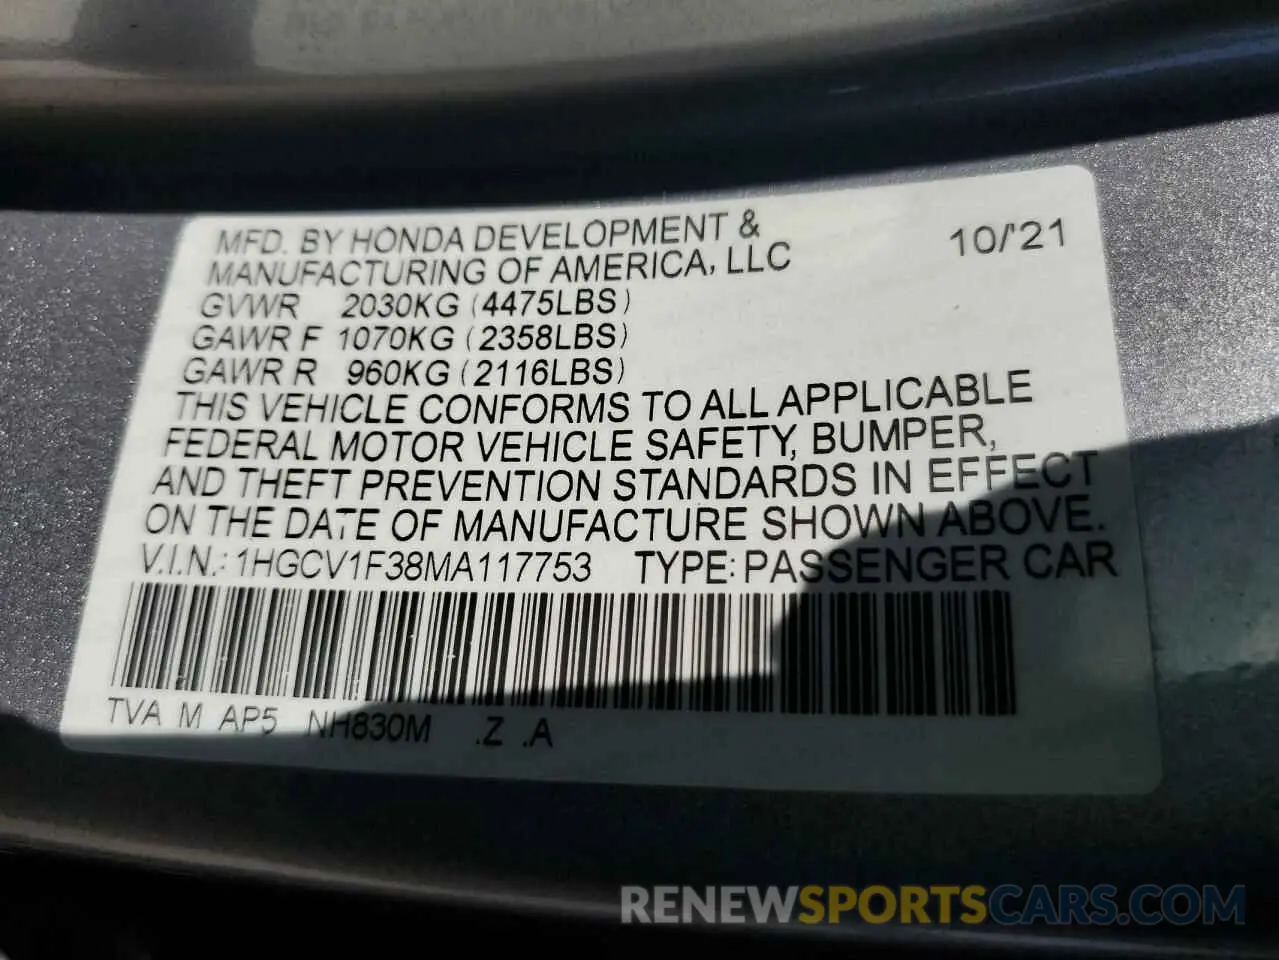 MFD. BY HONDA DEVELOPMENT &
MANUFACTURING OF AMERICA, LLC
10/'21
GVWR 2030KG (4475LBS)
GAWR F 1070KG (2358LBS)
GAWR R 960KG (2116LBS)
THIS VEHICLE CONFORMS TO ALL APPLICABLE
FEDERAL MOTOR VEHICLE SAFETY, BUMPER,
AND THEFT PREVENTION STANDARDS IN EFFECT
ON THE DATE OF MANUFACTURE SHOWN ABOVE.
V.I.N.: 1HGCV1F38MA117753 TYPE: PASSENGER CAR
TVA M AP5 NH830M .Z .A
RENEWSPORTSCARS.COM